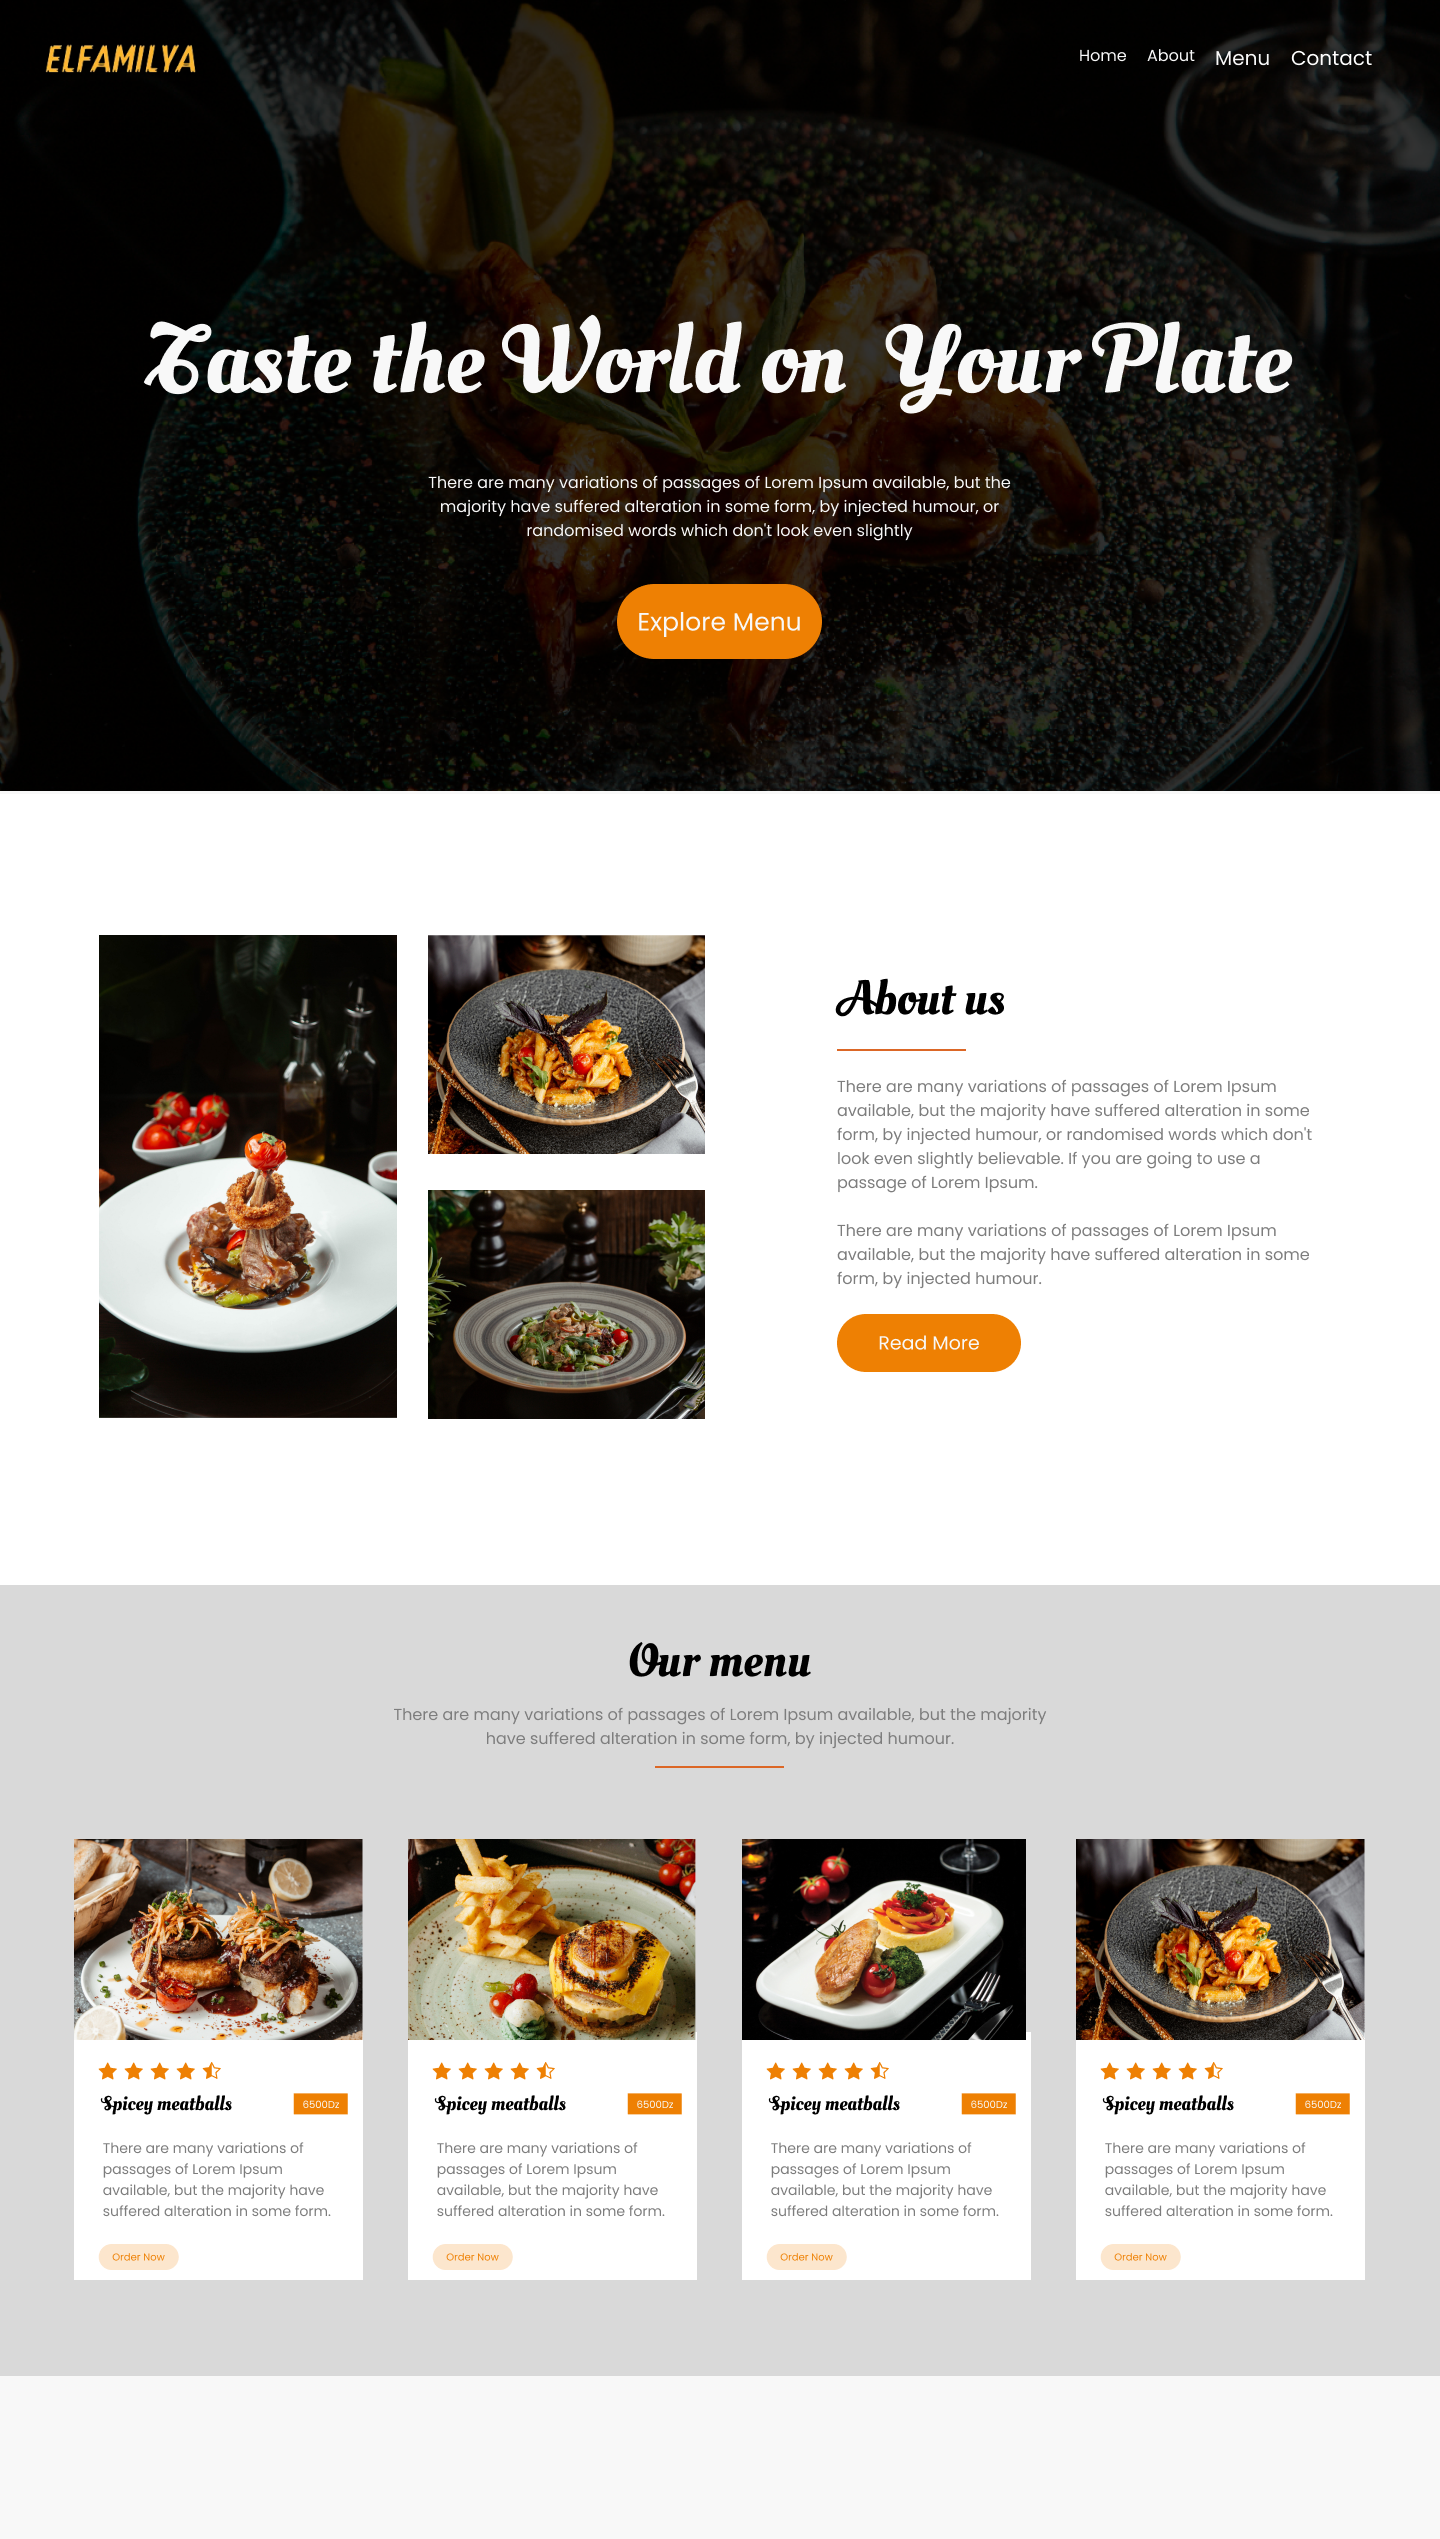 ELFAMILYA
Home About Menu Contact
Taste the World on Your Plate
There are many variations of passages of Lorem Ipsum available, but the
majority have suffered alteration in some form, by injected humour, or
randomised words which don't look even slightly
Explore Menu
About us
There are many variations of passages of Lorem Ipsum
available, but the majority have suffered alteration in some
form, by injected humour, or randomised words which don't
look even slightly believable. If you are going to use a
passage of Lorem Ipsum.
There are many variations of passages of Lorem Ipsum
available, but the majority have suffered alteration in some
form, by injected humour.
Read More
Our menu
There are many variations of passages of Lorem Ipsum available, but the majority
have suffered alteration in some form, by injected humour.
Spicey meatballs
6500Dz
There are many variations of
passages of Lorem Ipsum
available, but the majority have
suffered alteration in some form.
Order Now
Spicey meatballs
6500Dz
There are many variations of
passages of Lorem Ipsum
available, but the majority have
suffered alteration in some form.
Order Now
Spicey meatballs
6500Dz
There are many variations of
passages of Lorem Ipsum
available, but the majority have
suffered alteration in some form.
Order Now
Spicey meatballs
6500Dz
There are many variations of
passages of Lorem Ipsum
available, but the majority have
suffered alteration in some form.
Order Now